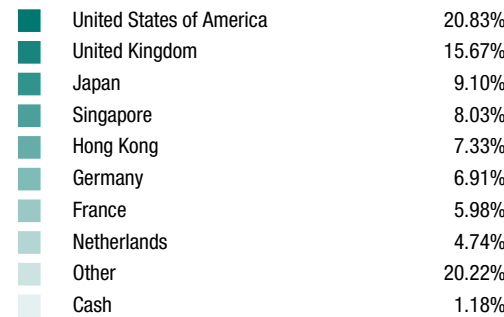 United States of America 20.83%
United Kingdom 15.67%
Japan 9.10%
Singapore 8.03%
Hong Kong 7.33%
Germany 6.91%
France 5.98%
Netherlands 4.74%
Other 20.22%
Cash 1.18%